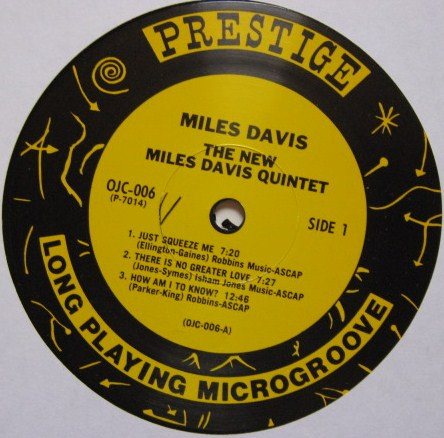 PRESTIGE
MILES DAVIS
THE NEW
MILES DAVIS QUINTET
OJC-006
(P-7014)
SIDE 1
1. JUST SQUEEZE ME 7:20
(Ellington-Gaines) Robbins Music-ASCAP
2. THERE IS NO GREATER LOVE 7:27
(Jones-Symes) Isham Jones Music-ASCAP
3. HOW AM I TO KNOW? 12:46
(Parker-King) Robbins-ASCAP
(OJC-006-A)
LONG PLAYING MICROGROOVE